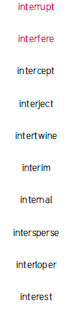 interrupt
interfere
intercept
interject
intertwine
interim
internal
intersperse
interloper
interest